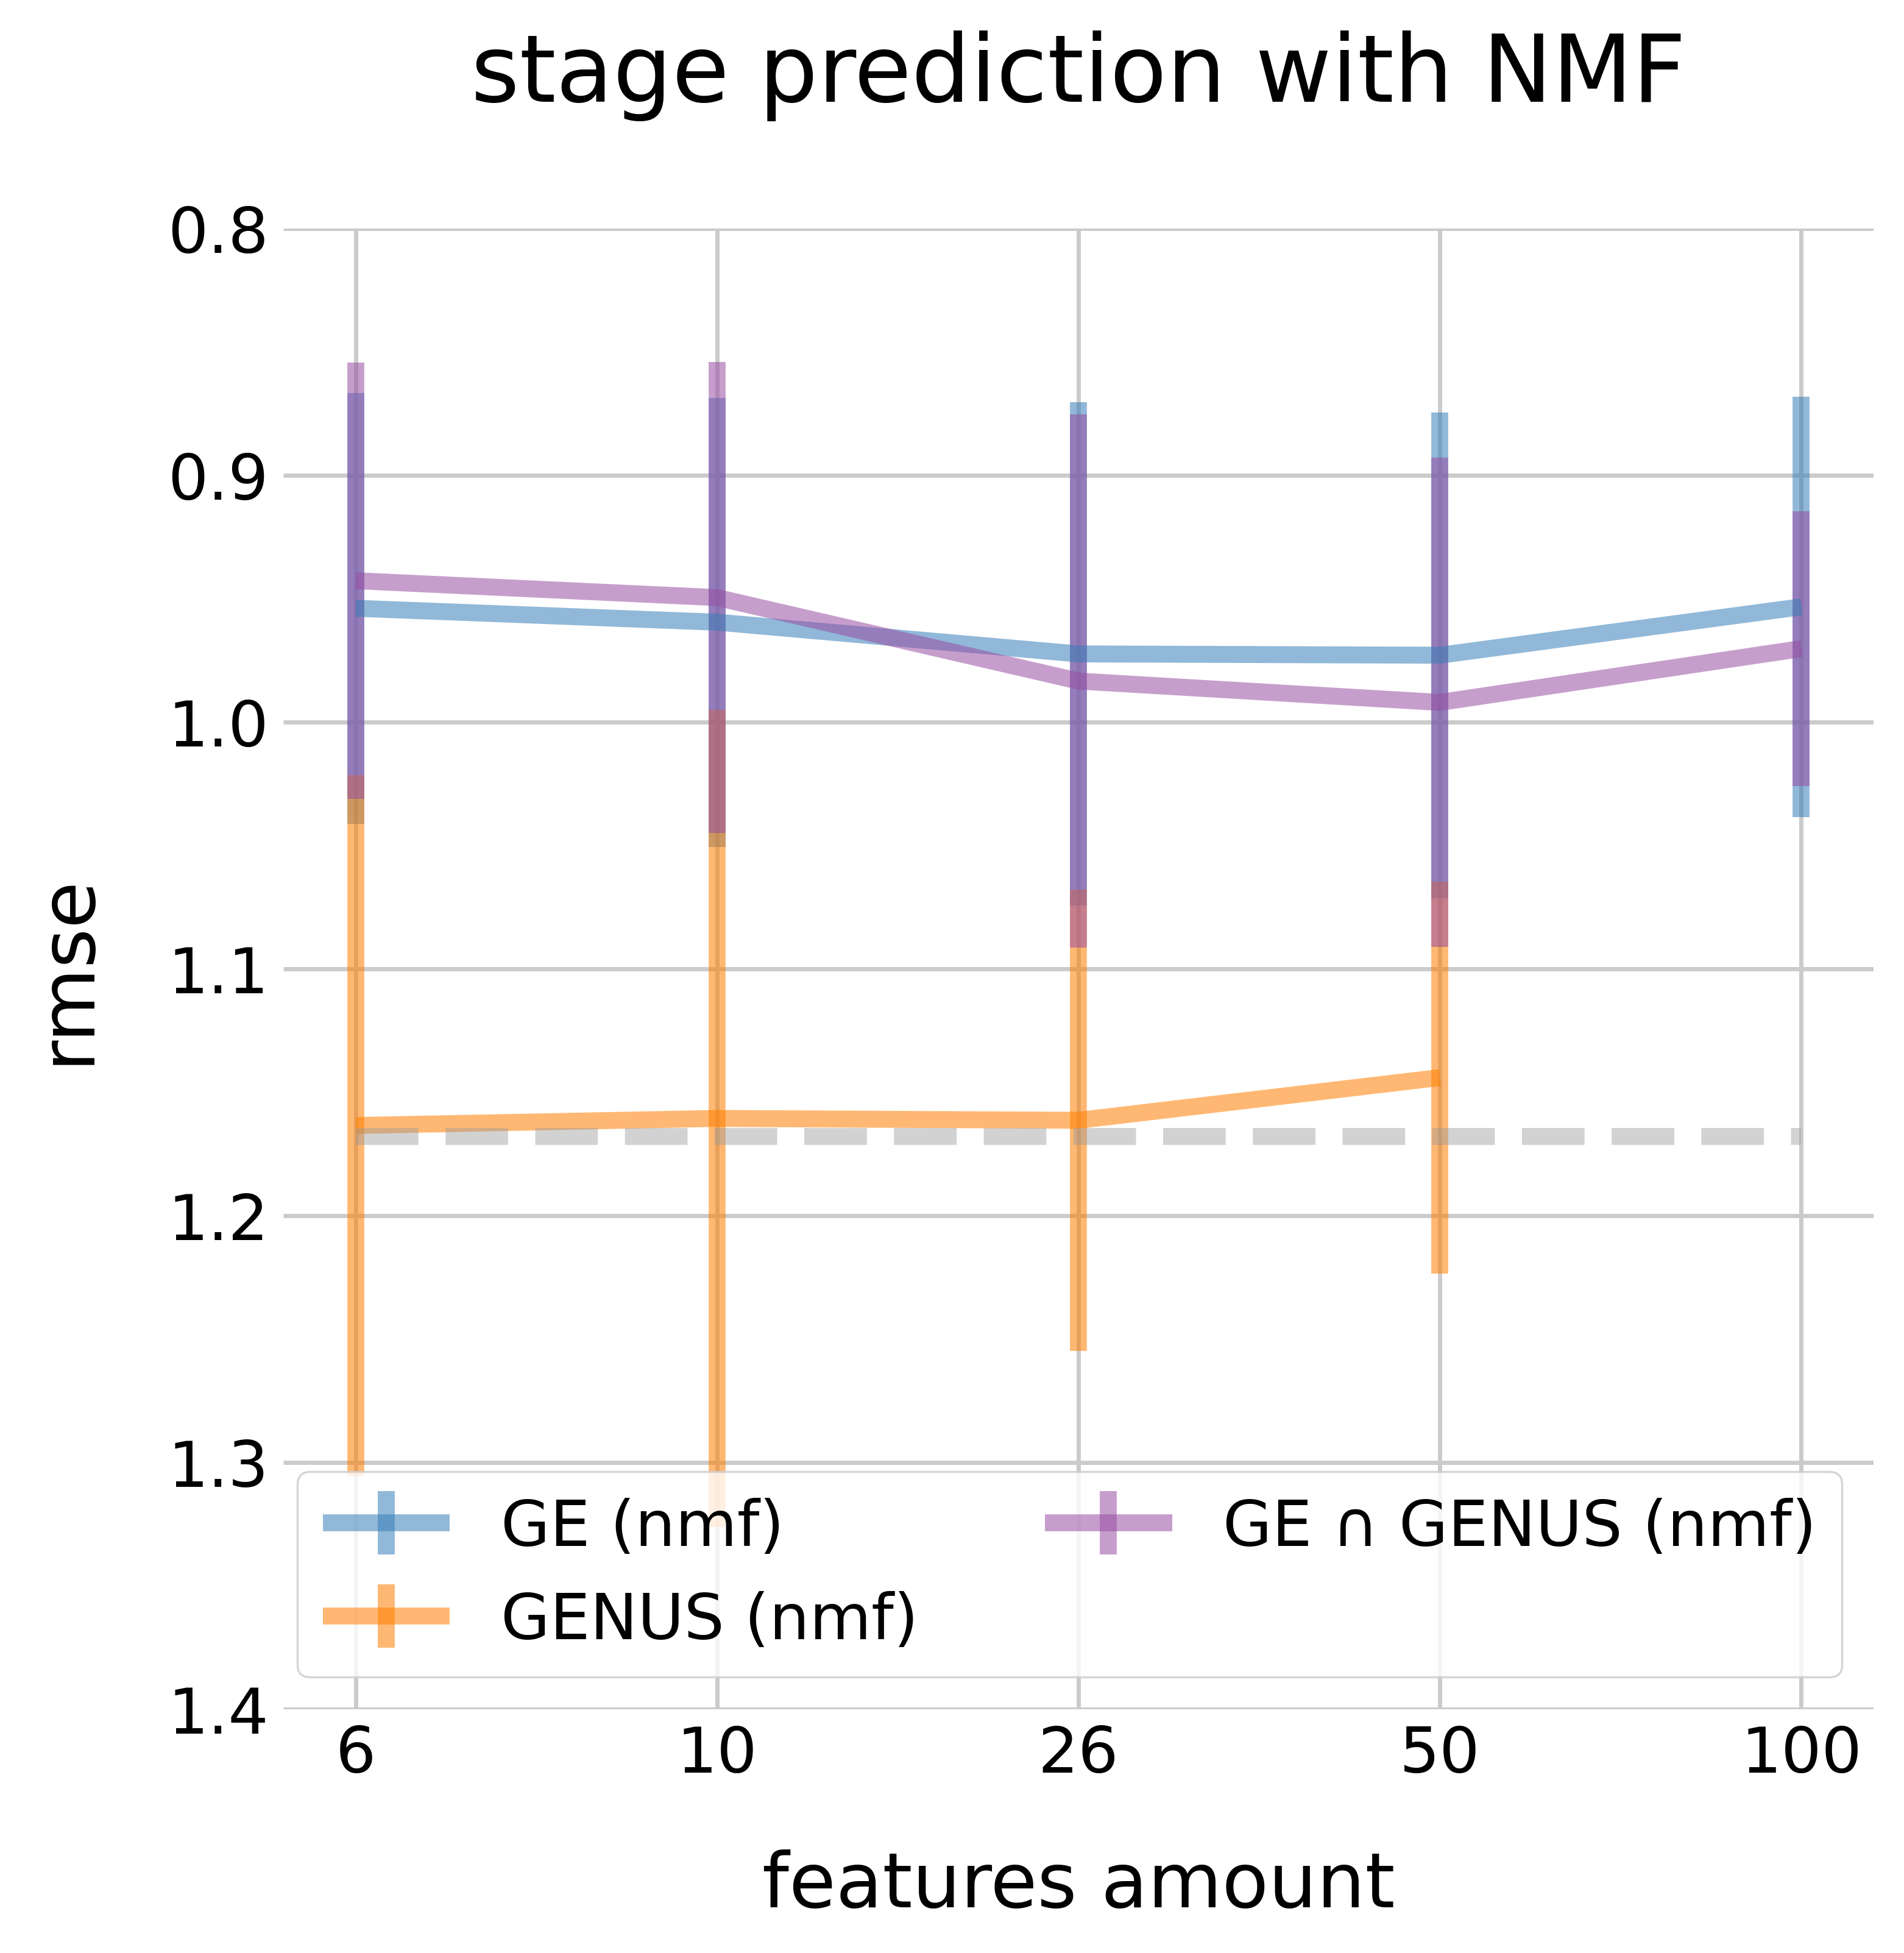 stage prediction with NMF
0.8
0.9
1.0
1.1
1.2
1.3
1.4
rmse
GE (nmf)
GENUS (nmf)
GE ∩ GENUS (nmf)
6 10 26 50 100
features amount